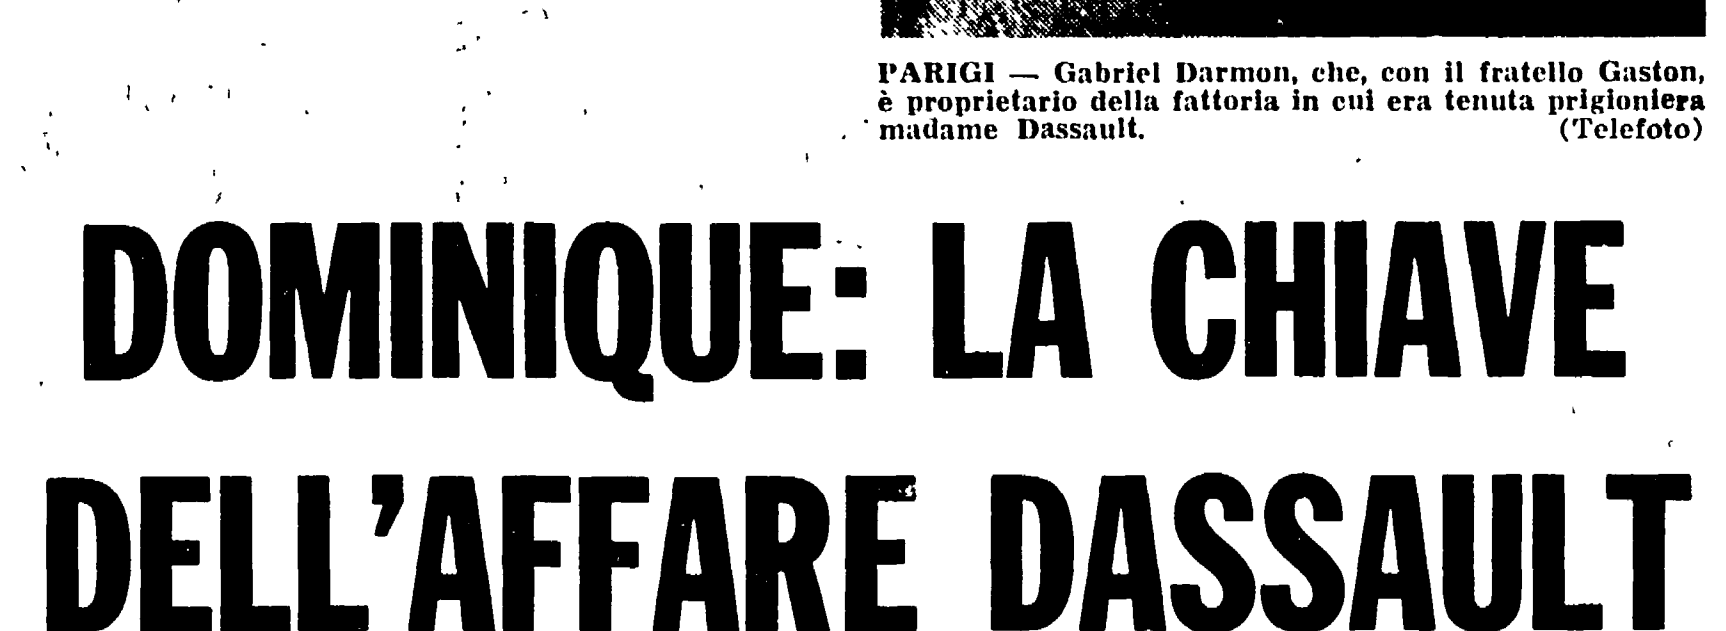 PARIGI — Gabriel Darmon, che, con il fratello Gaston,
è proprietario della fattoria in cui era tenuta prigioniera
madame Dassault. (Telefoto)
DOMINIQUE: LA CHIAVE
DELL'AFFARE DASSAULT